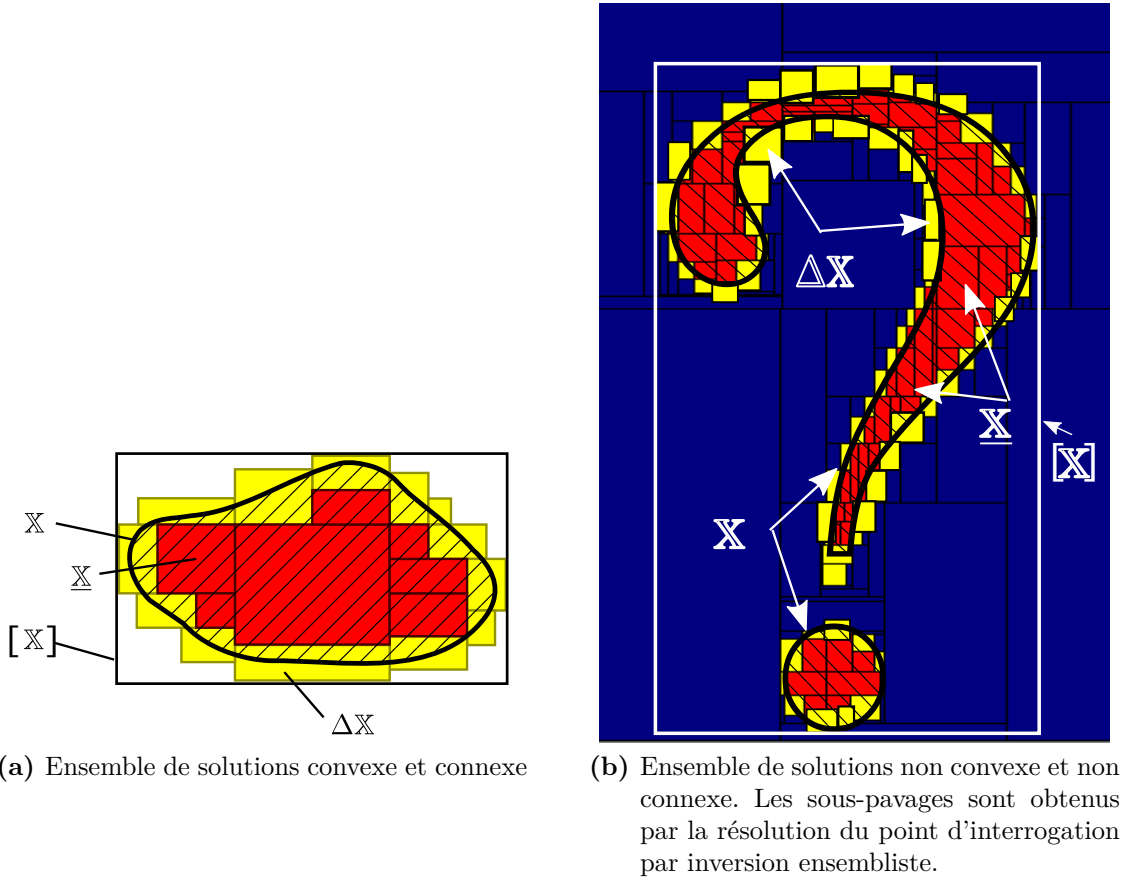 𝕏
𝕏
[𝕏]
Δ𝕏
(a) Ensemble de solutions convexe et connexe
Δ𝕏
𝕏
[𝕏]
𝕏
(b) Ensemble de solutions non convexe et non
connexe. Les sous-pavages sont obtenus
par la résolution du point d'interrogation
par inversion ensembliste.